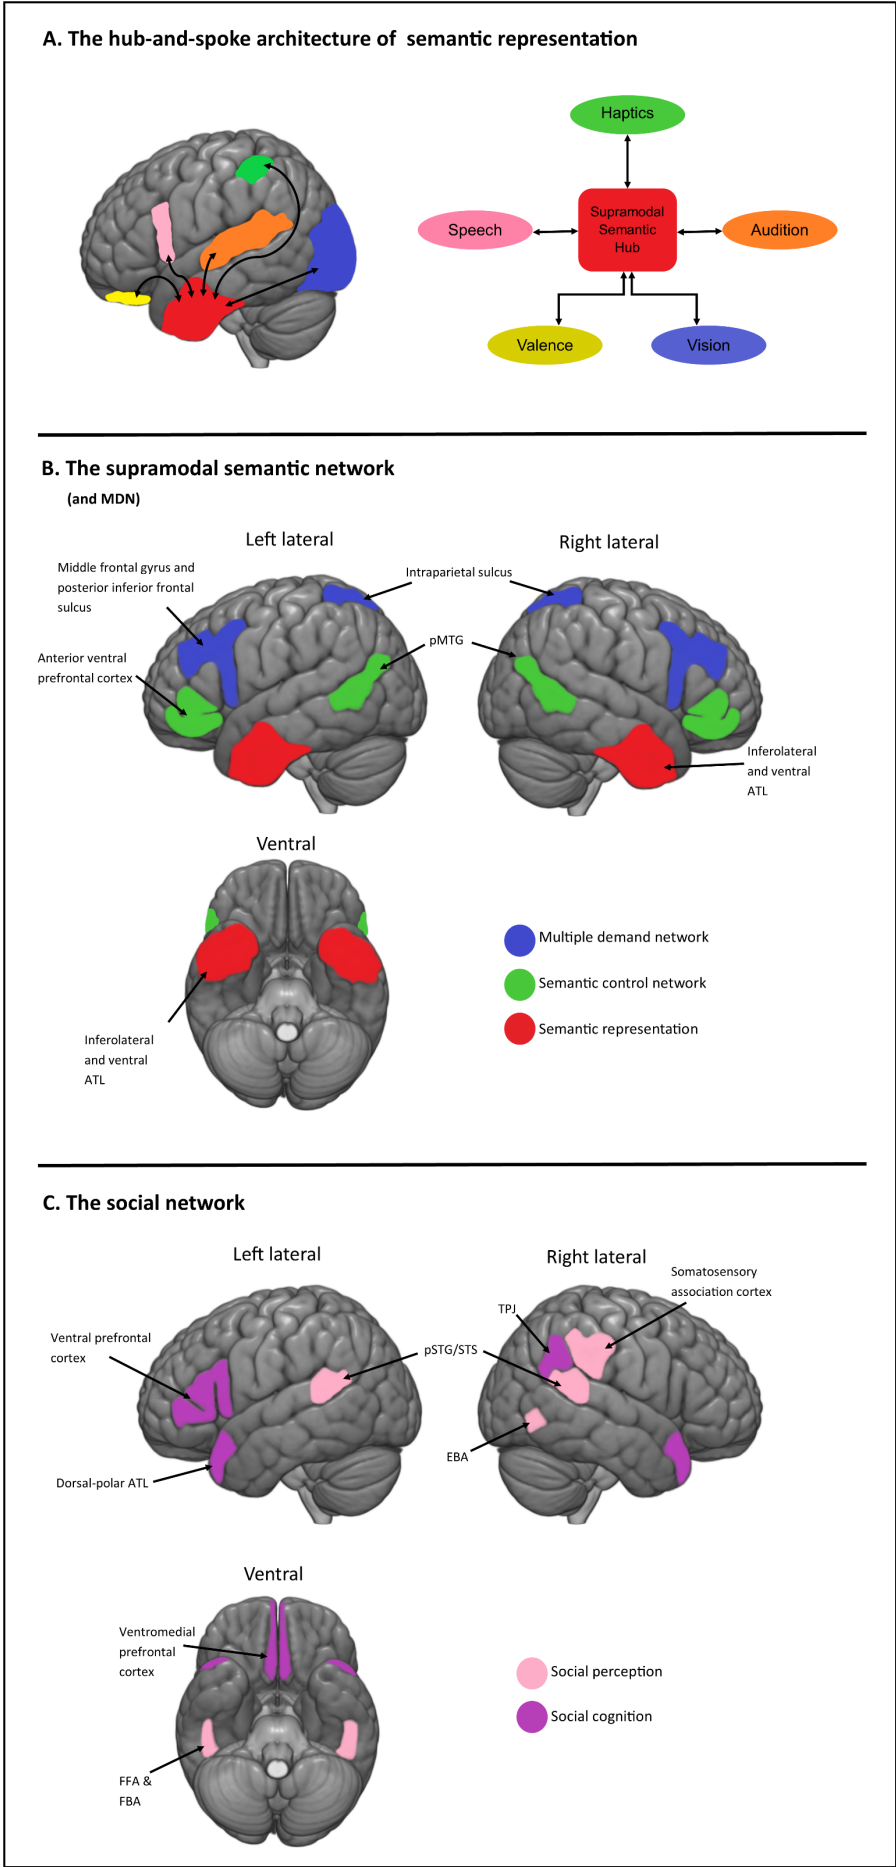 A. The hub-and-spoke architecture of semantic representation
Haptics
Speech
Supramodal
Semantic
Hub
Audition
Valence
Vision
B. The supramodal semantic network
(and MDN)
Left lateral
Right lateral
Middle frontal gyrus and
posterior inferior frontal
sulcus
Intraparietal sulcus
Anterior ventral
prefrontal cortex
pMTG
Inferolateral
and ventral
ATL
Ventral
Multiple demand network
Semantic control network
Semantic representation
Inferolateral
and ventral
ATL
C. The social network
Left lateral
Right lateral
Somatosensory
association cortex
TPJ
Ventral prefrontal
cortex
pSTG/STS
EBA
Dorsal-polar ATL
Ventral
Ventromedial
prefrontal
cortex
Social perception
Social cognition
FFA &
FBA